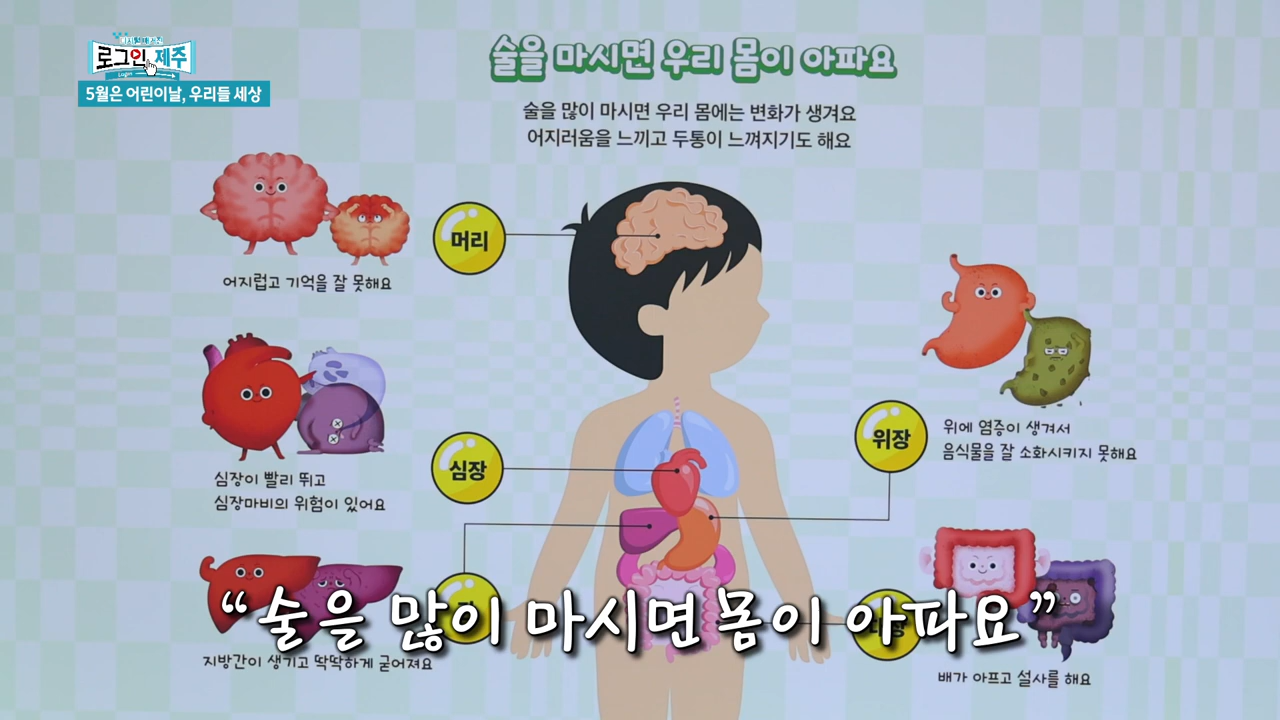 로그인 제주
Login
5월은 어린이날, 우리들 세상
술을 마시면 우리 몸이 아파요
술을 많이 마시면 우리 몸에는 변화가 생겨요
어지러움을 느끼고 두통이 느껴지기도 해요
머리
어지럽고 기억을 잘 못해요
심장
심장이 빨리 뛰고
심장마비의 위험이 있어요
위장
위에 염증이 생겨서
음식물을 잘 소화시키지 못해요
“술을 많이 마시면 몸이 아파요”
지방간이 생기고 딱딱하게 굳어져요
배가 아프고 설사를 해요